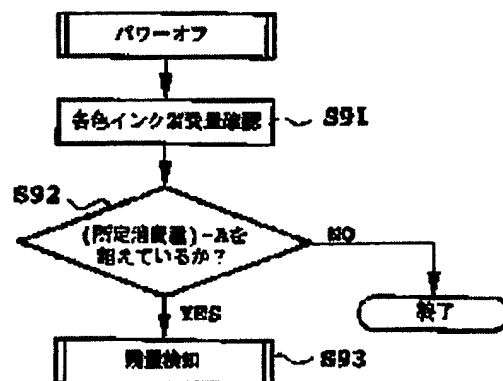 パワーオフ
各色インク消費量確認
S91
S92
(所定消費量)-Aを
超えているか?
NO
YES
終了
残量検知
S93